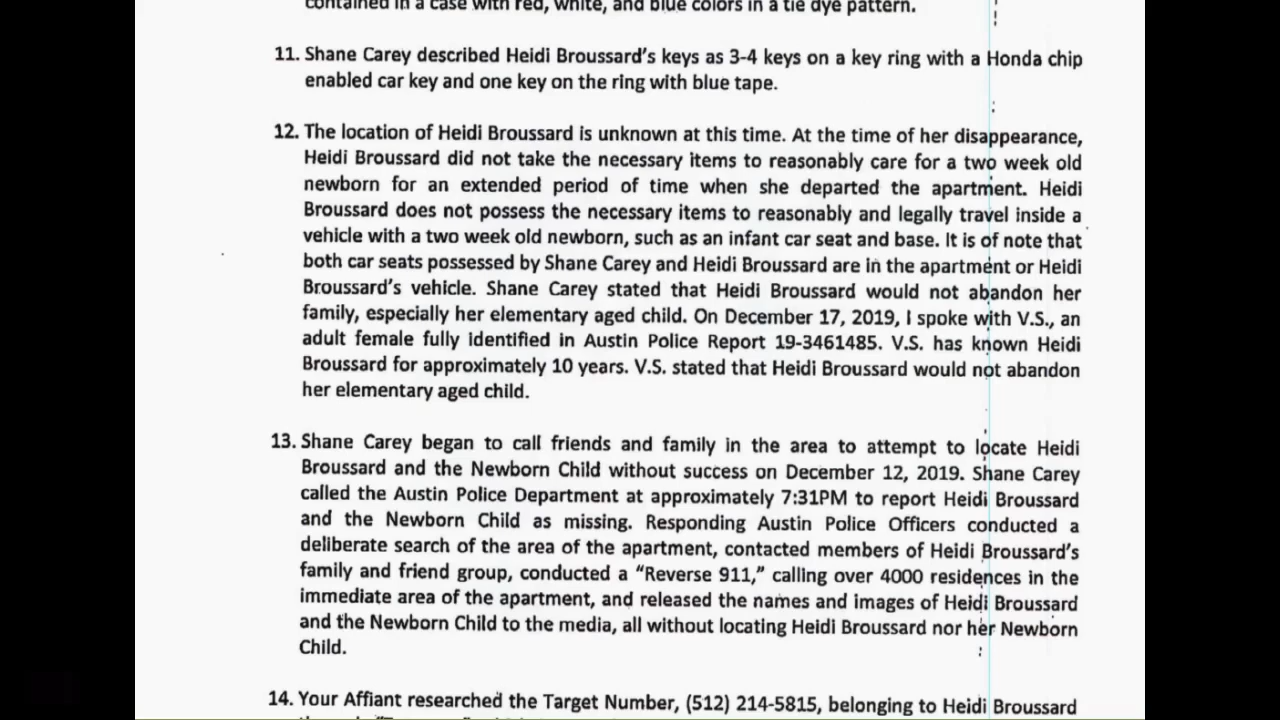 contained in a case with red, white, and blue colors in a tie dye pattern.
11. Shane Carey described Heidi Broussard's keys as 3-4 keys on a key ring with a Honda chip
enabled car key and one key on the ring with blue tape.
12. The location of Heidi Broussard is unknown at this time. At the time of her disappearance,
Heidi Broussard did not take the necessary items to reasonably care for a two week old
newborn for an extended period of time when she departed the apartment. Heidi
Broussard does not possess the necessary items to reasonably and legally travel inside a
vehicle with a two week old newborn, such as an infant car seat and base. It is of note that
both car seats possessed by Shane Carey and Heidi Broussard are in the apartment or Heidi
Broussard's vehicle. Shane Carey stated that Heidi Broussard would not abandon her
family, especially her elementary aged child. On December 17, 2019, I spoke with V.S., an
adult female fully identified in Austin Police Report 19-3461485. V.S. has known Heidi
Broussard for approximately 10 years. V.S. stated that Heidi Broussard would not abandon
her elementary aged child.
13. Shane Carey began to call friends and family in the area to attempt to locate Heidi
Broussard and the Newborn Child without success on December 12, 2019. Shane Carey
called the Austin Police Department at approximately 7:31PM to report Heidi Broussard
and the Newborn Child as missing. Responding Austin Police Officers conducted a
deliberate search of the area of the apartment, contacted members of Heidi Broussard's
family and friend group, conducted a "Reverse 911," calling over 4000 residences in the
immediate area of the apartment, and released the names and images of Heidi Broussard
and the Newborn Child to the media, all without locating Heidi Broussard nor her Newborn
Child.
14. Your Affiant researched the Target Number, (512) 214-5815, belonging to Heidi Broussard